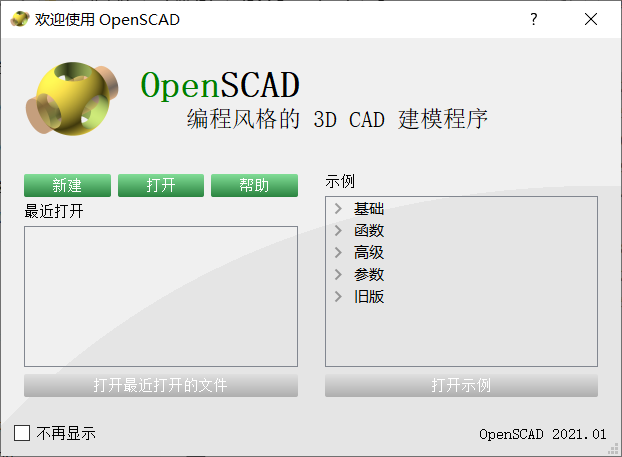 欢迎使用 OpenSCAD
OpenSCAD
编程风格的 3D CAD 建模程序
新建
打开
帮助
最近打开
打开最近打开的文件
示例
基础
函数
高级
参数
旧版
打开示例
不再显示
OpenSCAD 2021.01